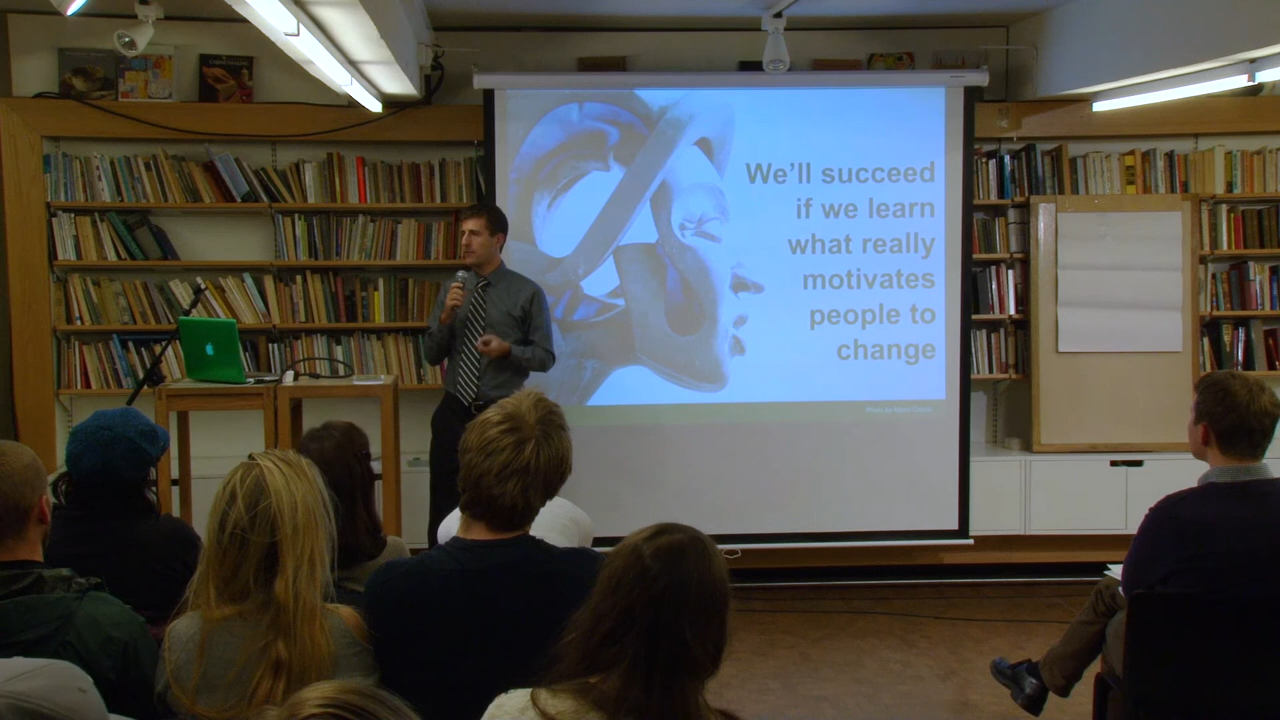 We'll succeed
if we learn
what really
motivates
people to
change